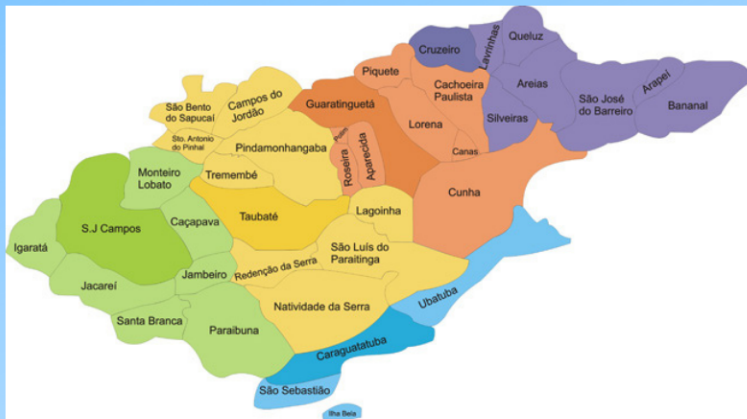 Queluz
Lavrinhas
Cruzeiro
Piquete
Cachoeira
Paulista
Areias
Arapeí
São José
do Barreiro
Bananal
São Bento
do Sapucaí
Campos do
Jordão
Guaratinguetá
Lorena
Silveiras
Sto. Antonio
do Pinhal
Pindamonhangaba
Potim
Roseira
Aparecida
Canas
Monteiro
Lobato
Tremembé
Cunha
S.J Campos
Caçapava
Taubaté
Lagoinha
Igaratá
São Luís do
Paraitinga
Redenção da Serra
Jambeiro
Jacareí
Natividade da Serra
Ubatuba
Santa Branca
Paraibuna
Caraguatatuba
São Sebastião
Ilha Bela